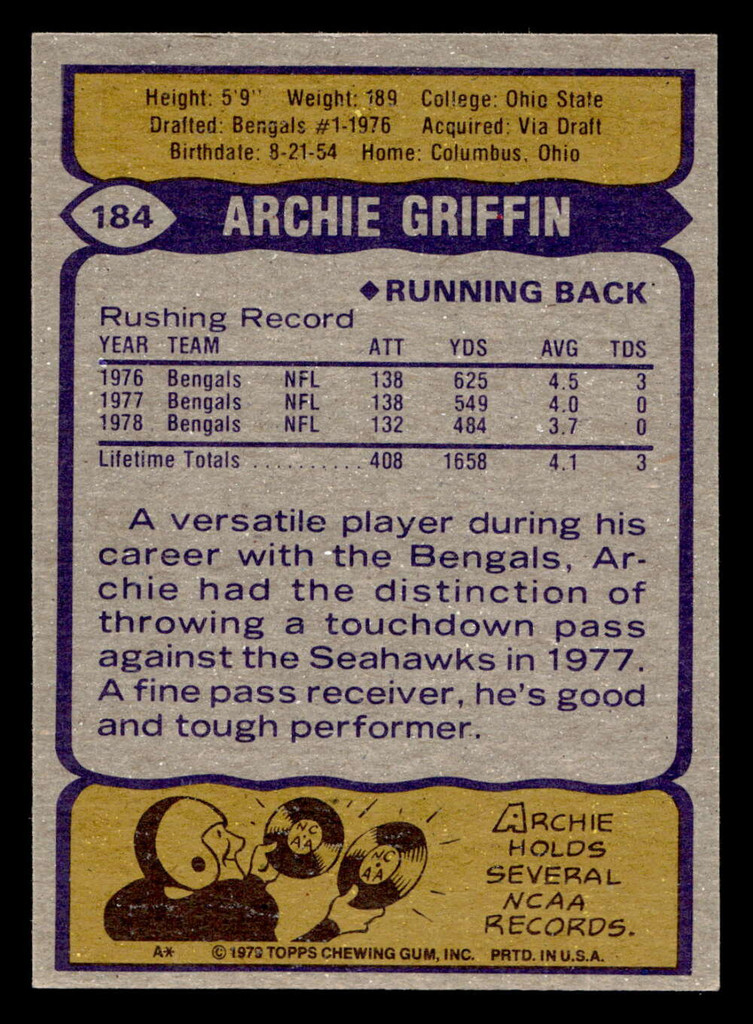 Height: 5'9" Weight: 189 College: Ohio State
Drafted: Bengals #1-1976 Acquired: Via Draft
Birthdate: 8-21-54 Home: Columbus, Ohio
184 ARCHIE GRIFFIN
◆RUNNING BACK
Rushing Record
YEAR TEAM ATT YDS AVG TDS
1976 Bengals NFL 138 625 4.5 3
1977 Bengals NFL 138 549 4.0 0
1978 Bengals NFL 132 484 3.7 0
Lifetime Totals .......... 408 1658 4.1 3
A versatile player during his
career with the Bengals, Ar-
chie had the distinction of
throwing a touchdown pass
against the Seahawks in 1977.
A fine pass receiver, he's good
and tough performer.
NC
AA
NC
AA
ARCHIE
HOLDS
SEVERAL
NCAA
RECORDS.
A* © 1979 TOPPS CHEWING GUM, INC. PRTD. IN U.S.A.